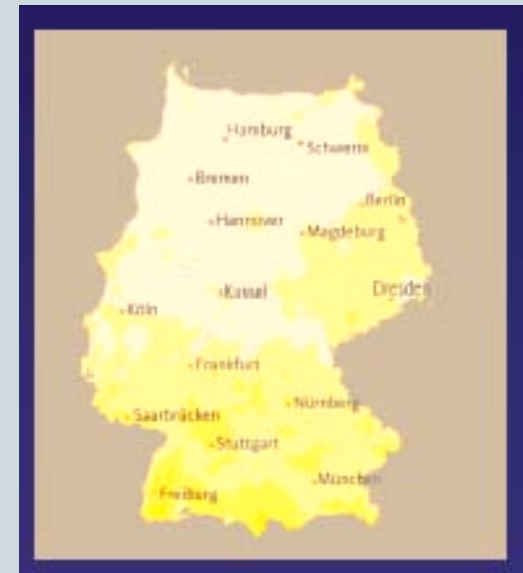 Hamburg
Schwerin
Bremen
Berlin
Hannover
Magdeburg
Kassel
Dresden
Köln
Frankfurt
Nürnberg
Saarbrücken
Stuttgart
München
Freiburg